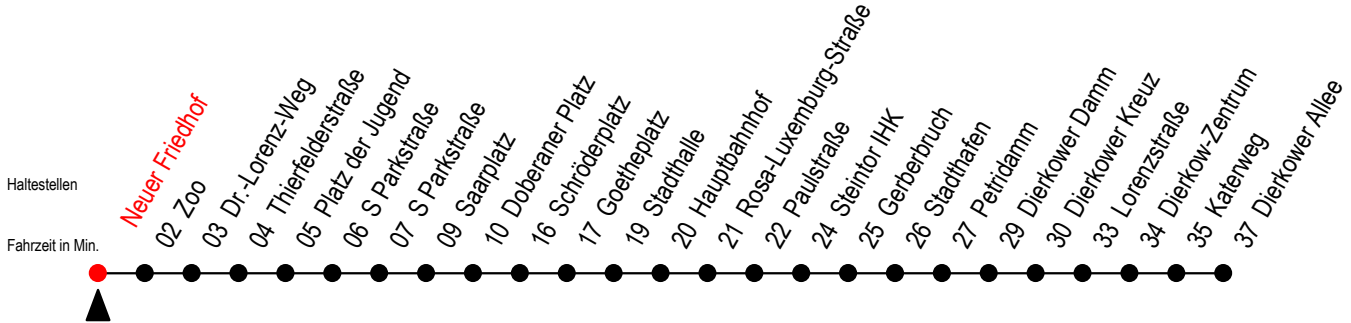 Haltestellen
Fahrzeit in Min.
Neuer Friedhof
02 Zoo
03 Dr.-Lorenz-Weg
04 Thierfelderstraße
05 Platz der Jugend
06 S Parkstraße
07 S Parkstraße
09 Saarplatz
10 Doberaner Platz
16 Schröderplatz
17 Goetheplatz
19 Stadthalle
20 Hauptbahnhof
21 Rosa-Luxemburg-Straße
22 Paulstraße
24 Steintor IHK
25 Gerberbruch
26 Stadthafen
27 Petridamm
29 Dierkower Damm
30 Dierkower Kreuz
33 Lorenzstraße
34 Dierkow-Zentrum
35 Katerweg
37 Dierkower Allee